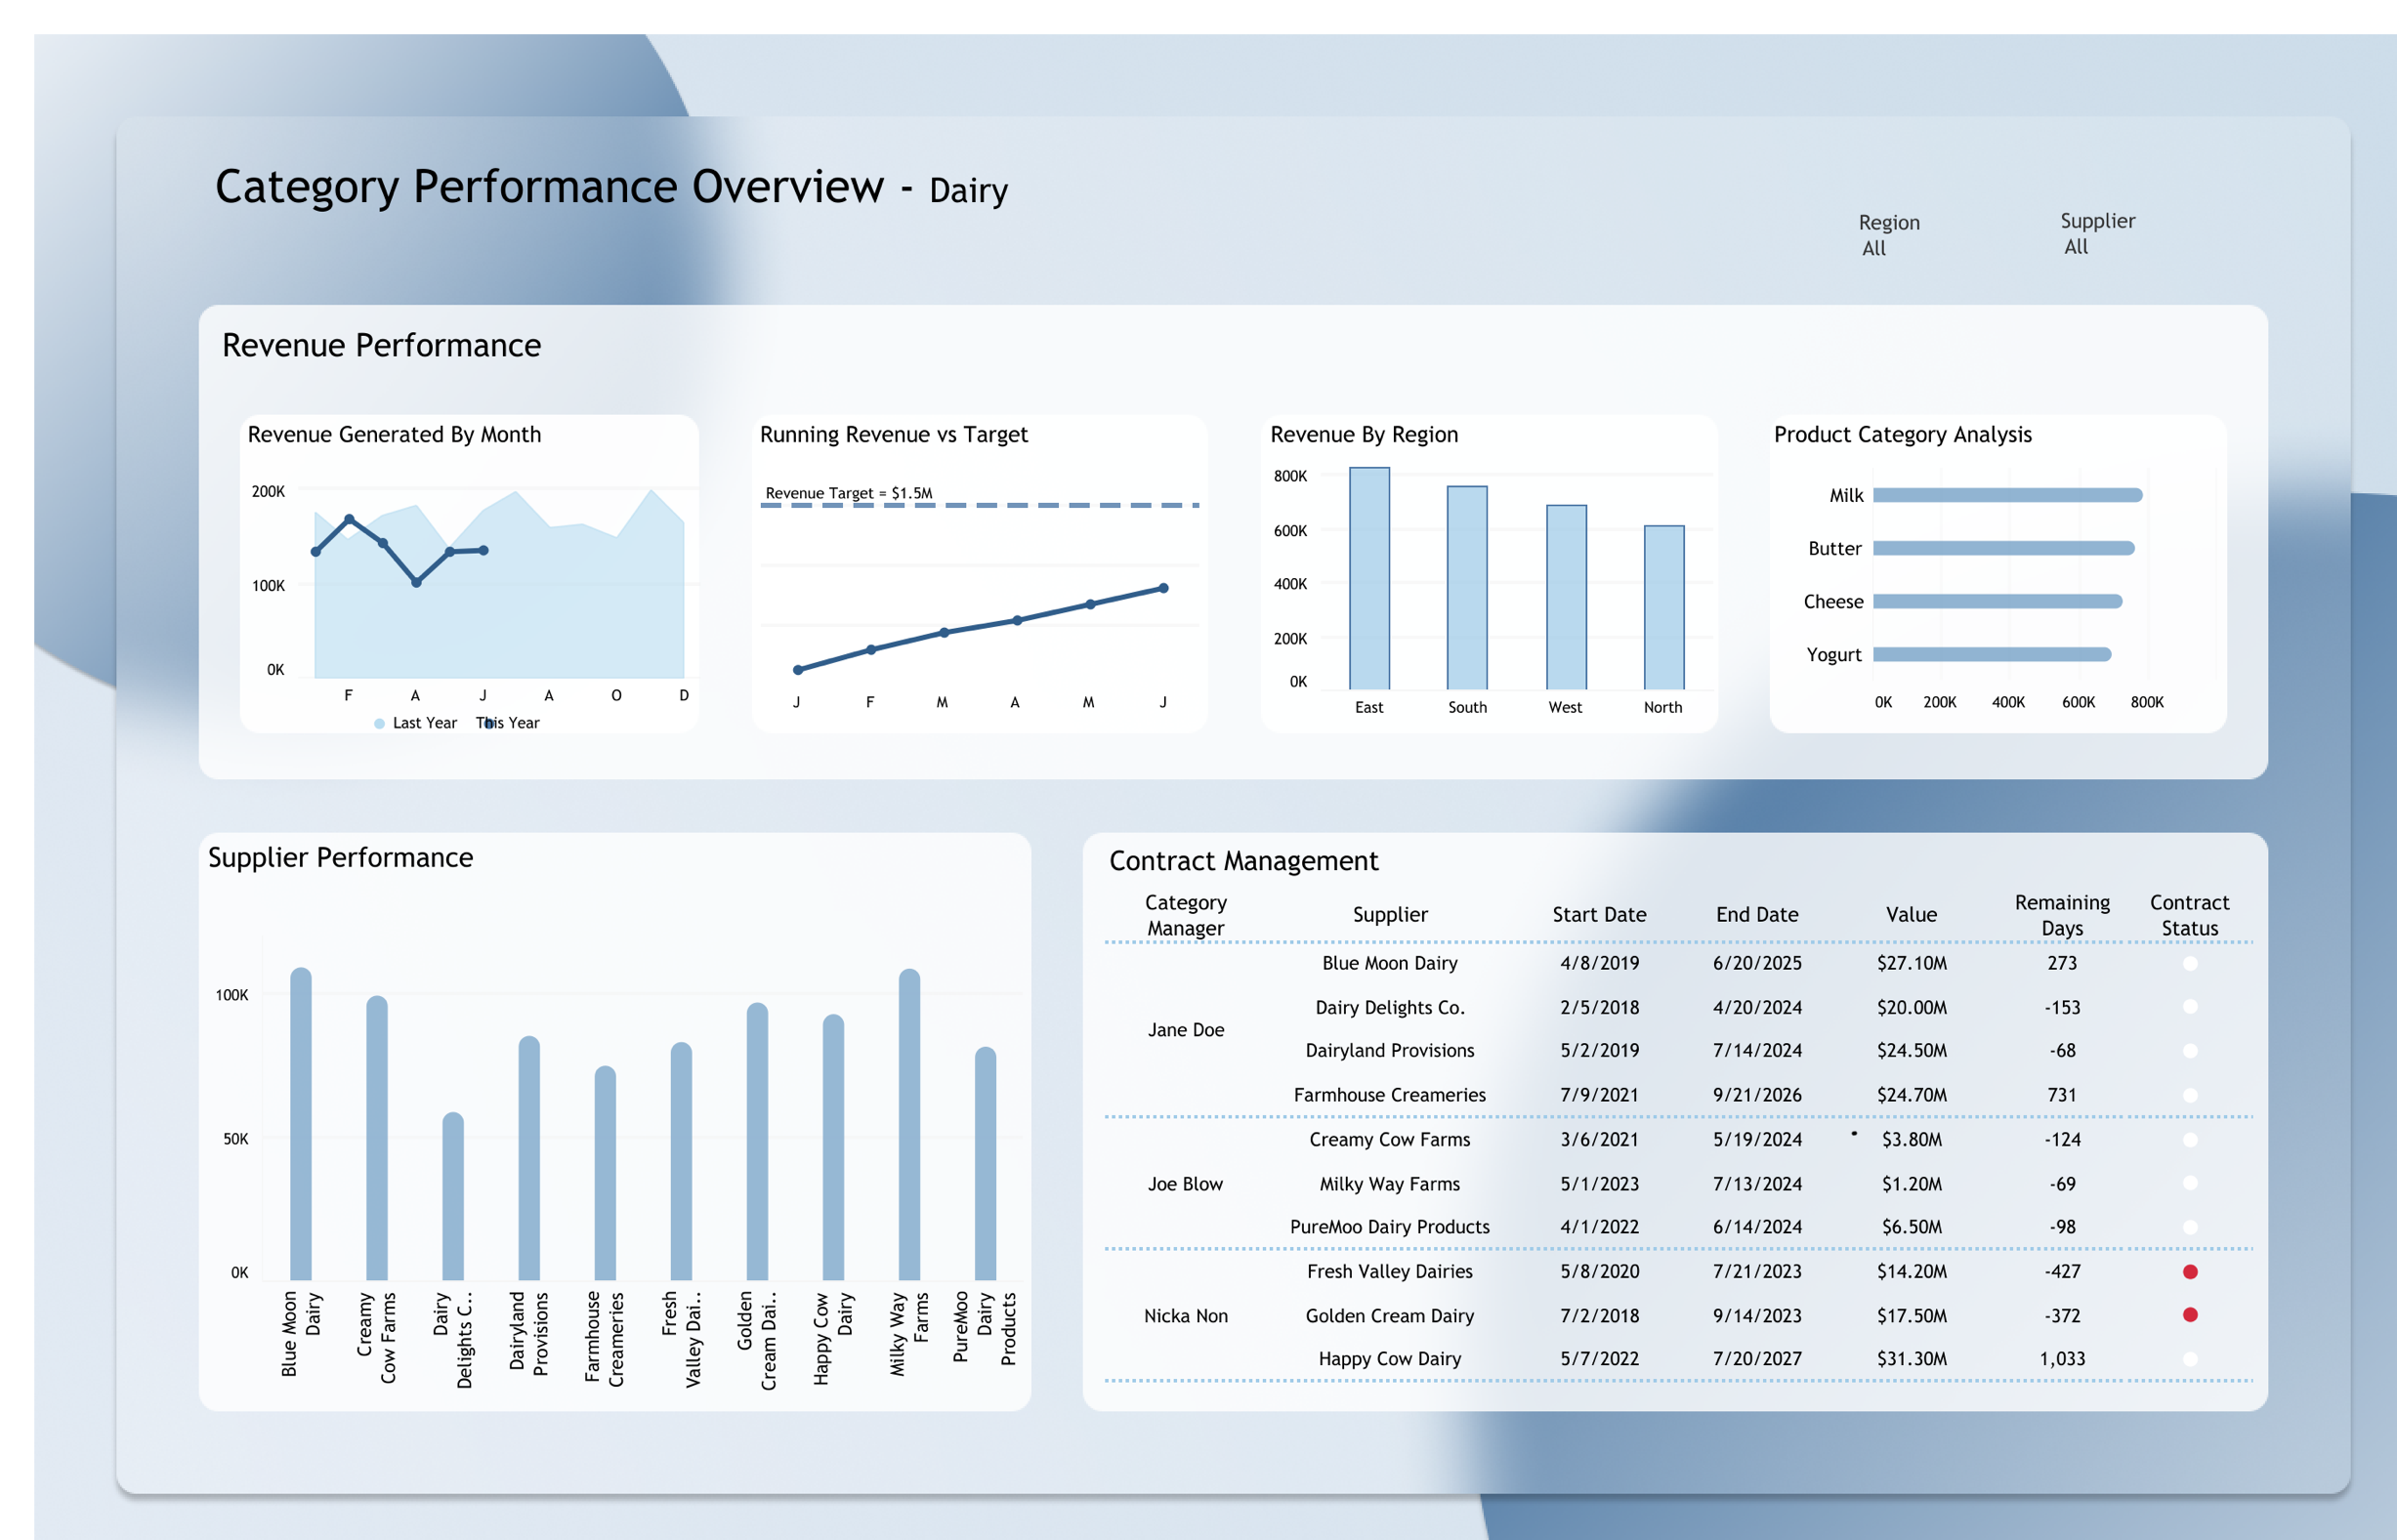 Category Performance Overview - Dairy
Region
All
Supplier
All
Revenue Performance
Revenue Generated By Month
200K
100K
0K
F A J A O D
Last Year This Year
Running Revenue vs Target
Revenue Target = $1.5M
J F M A M J
Revenue By Region
800K
600K
400K
200K
0K
East South West North
Product Category Analysis
Milk
Butter
Cheese
Yogurt
0K 200K 400K 600K 800K
Supplier Performance
100K
50K
0K
Blue Moon
Dairy
Creamy
Cow Farms
Dairy
Delights C..
Dairyland
Provisions
Farmhouse
Creameries
Fresh
Valley Dai..
Golden
Cream Dai..
Happy Cow
Dairy
Milky Way
Farms
PureMoo
Dairy
Products
Contract Management
Category
Manager
Supplier
Start Date
End Date
Value
Remaining
Days
Contract
Status
Jane Doe
Blue Moon Dairy 4/8/2019 6/20/2025 $27.10M 273
Dairy Delights Co. 2/5/2018 4/20/2024 $20.00M -153
Dairyland Provisions 5/2/2019 7/14/2024 $24.50M -68
Farmhouse Creameries 7/9/2021 9/21/2026 $24.70M 731
Joe Blow
Creamy Cow Farms 3/6/2021 5/19/2024 $3.80M -124
Milky Way Farms 5/1/2023 7/13/2024 $1.20M -69
PureMoo Dairy Products 4/1/2022 6/14/2024 $6.50M -98
Nicka Non
Fresh Valley Dairies 5/8/2020 7/21/2023 $14.20M -427
Golden Cream Dairy 7/2/2018 9/14/2023 $17.50M -372
Happy Cow Dairy 5/7/2022 7/20/2027 $31.30M 1,033